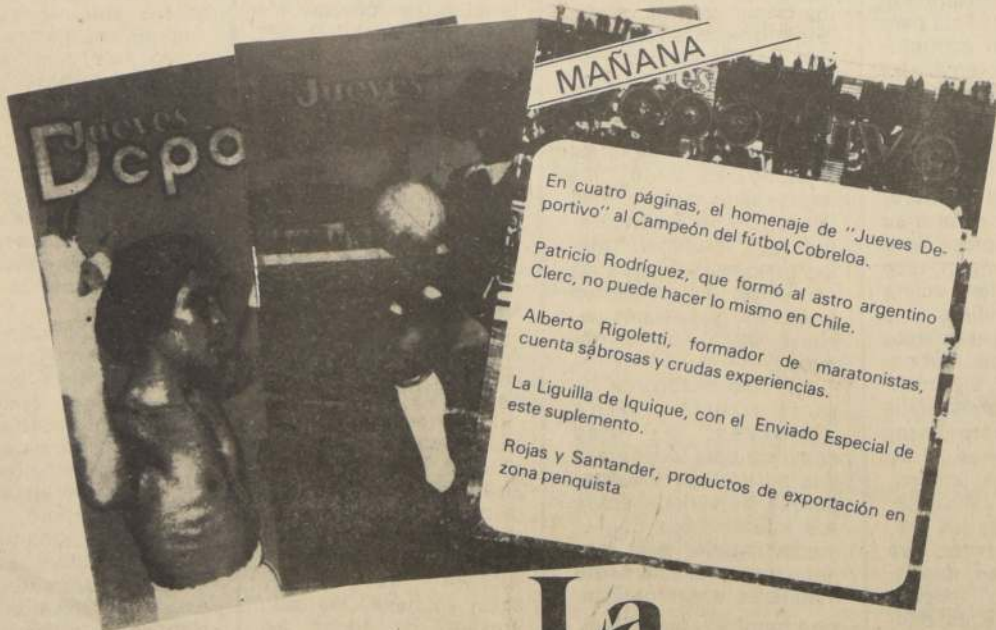 MAÑANA
Jueves
Depo
Jueves
En cuatro páginas, el homenaje de "Jueves De-
portivo" al Campeón del fútbol, Cobreloa.
Patricio Rodríguez, que formó al astro argentino
Clerc, no puede hacer lo mismo en Chile.
Alberto Rigoletti, formador de maratonistas,
cuenta sabrosas y crudas experiencias.
La Liguilla de Iquique, con el Enviado Especial de
este suplemento.
Rojas y Santander, productos de exportación en
zona penquista
La